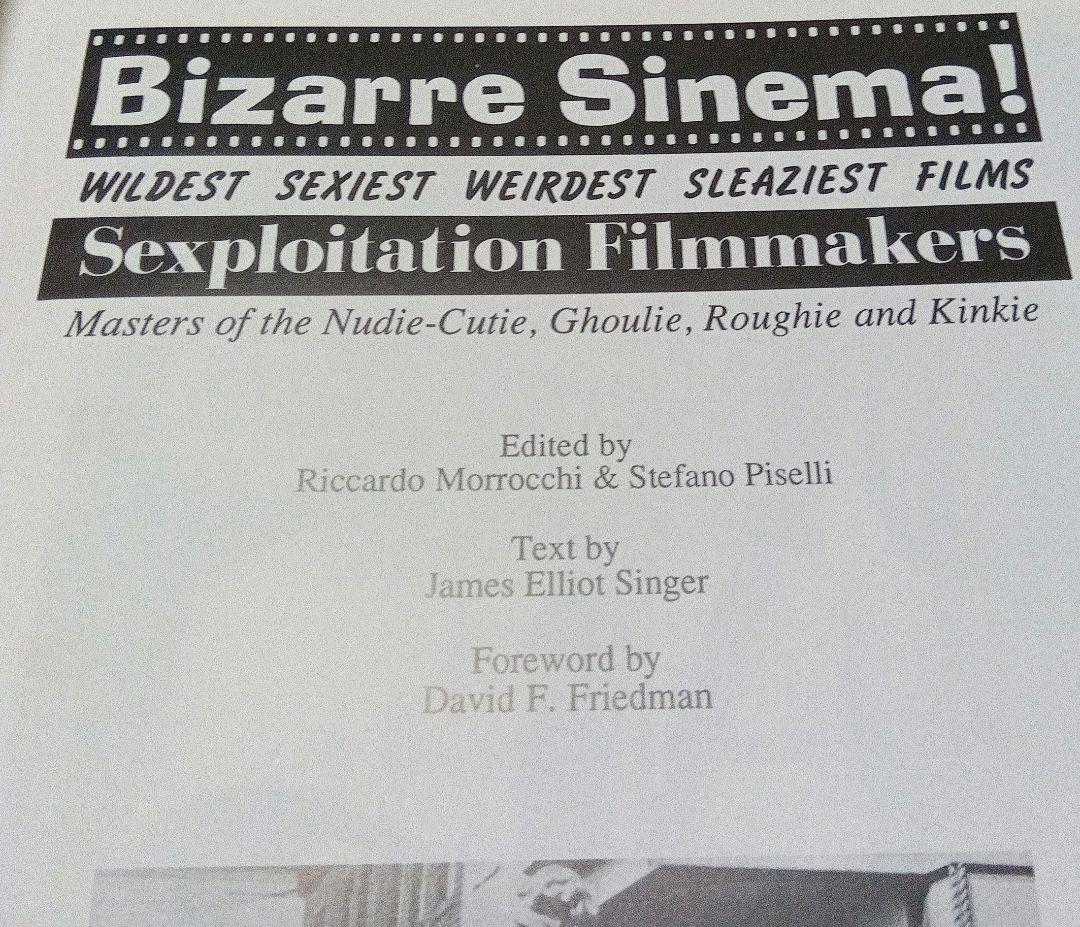 Bizarre Sinema!
WILDEST SEXIEST WEIRDEST SLEAZIEST FILMS
Sexploitation Filmmakers
Masters of the Nudie-Cutie, Ghoulie, Roughie and Kinkie
Edited by
Riccardo Morrocchi & Stefano Piselli
Text by
James Elliot Singer
Foreword by
David F. Friedman